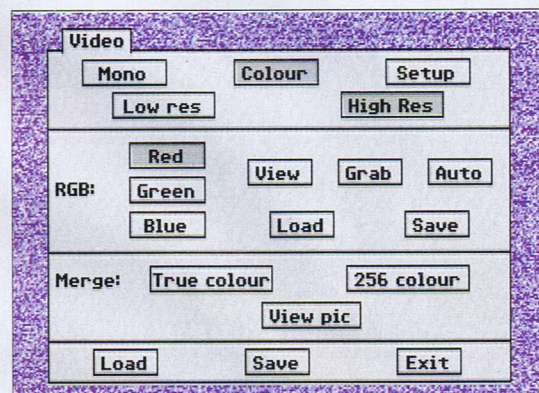 Video
Mono Colour Setup
Low res High Res
Red
View Grab Auto
RGB:
Green
Blue Load Save
Merge: True colour 256 colour
View pic
Load Save Exit